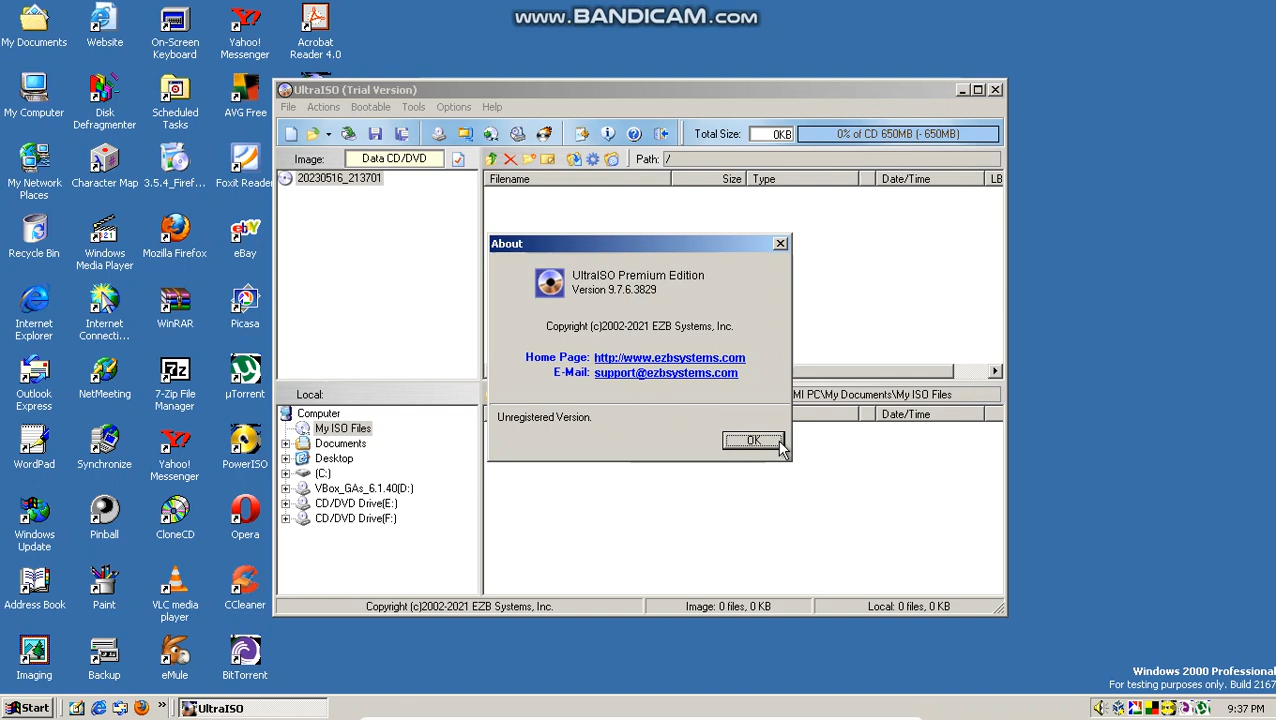 www.BANDICAM.com
My Documents
Website
On-Screen
Keyboard
Yahoo!
Messenger
Acrobat
Reader 4.0
My Computer
Disk
Defragmenter
Scheduled
Tasks
AVG Free
My Network
Places
Character Map
3.5.4_Firef...
Foxit Reader
Recycle Bin
Windows
Media Player
Mozilla Firefox
eBay
Internet
Explorer
Internet
Connecti...
WinRAR
Picasa
Outlook
Express
NetMeeting
7-Zip File
Manager
µTorrent
WordPad
Synchronize
Yahoo!
Messenger
PowerISO
Windows
Update
Pinball
CloneCD
Opera
Address Book
Paint
VLC media
player
CCleaner
Imaging
Backup
eMule
BitTorrent
UltraISO (Trial Version)
File Actions Bootable Tools Options Help
Total Size: 0KB 0% of CD 650MB (- 650MB)
Image: Data CD/DVD Path: /
20230516_213701
Filename Size Type Date/Time LB
About
UltraISO Premium Edition
Version 9.7.6.3829
Copyright (c)2002-2021 EZB Systems, Inc.
Home Page: http://www.ezbsystems.com
E-Mail: support@ezbsystems.com
Unregistered Version.
OK
Local: MI PC\My Documents\My ISO Files
Date/Time
Computer
My ISO Files
Documents
Desktop
(C:)
VBox_GAs_6.1.40(D:)
CD/DVD Drive(E:)
CD/DVD Drive(F:)
Copyright (c)2002-2021 EZB Systems, Inc. Image: 0 files, 0 KB Local: 0 files, 0 KB
Windows 2000 Professional
For testing purposes only. Build 2167
Start UltraISO 9:37 PM